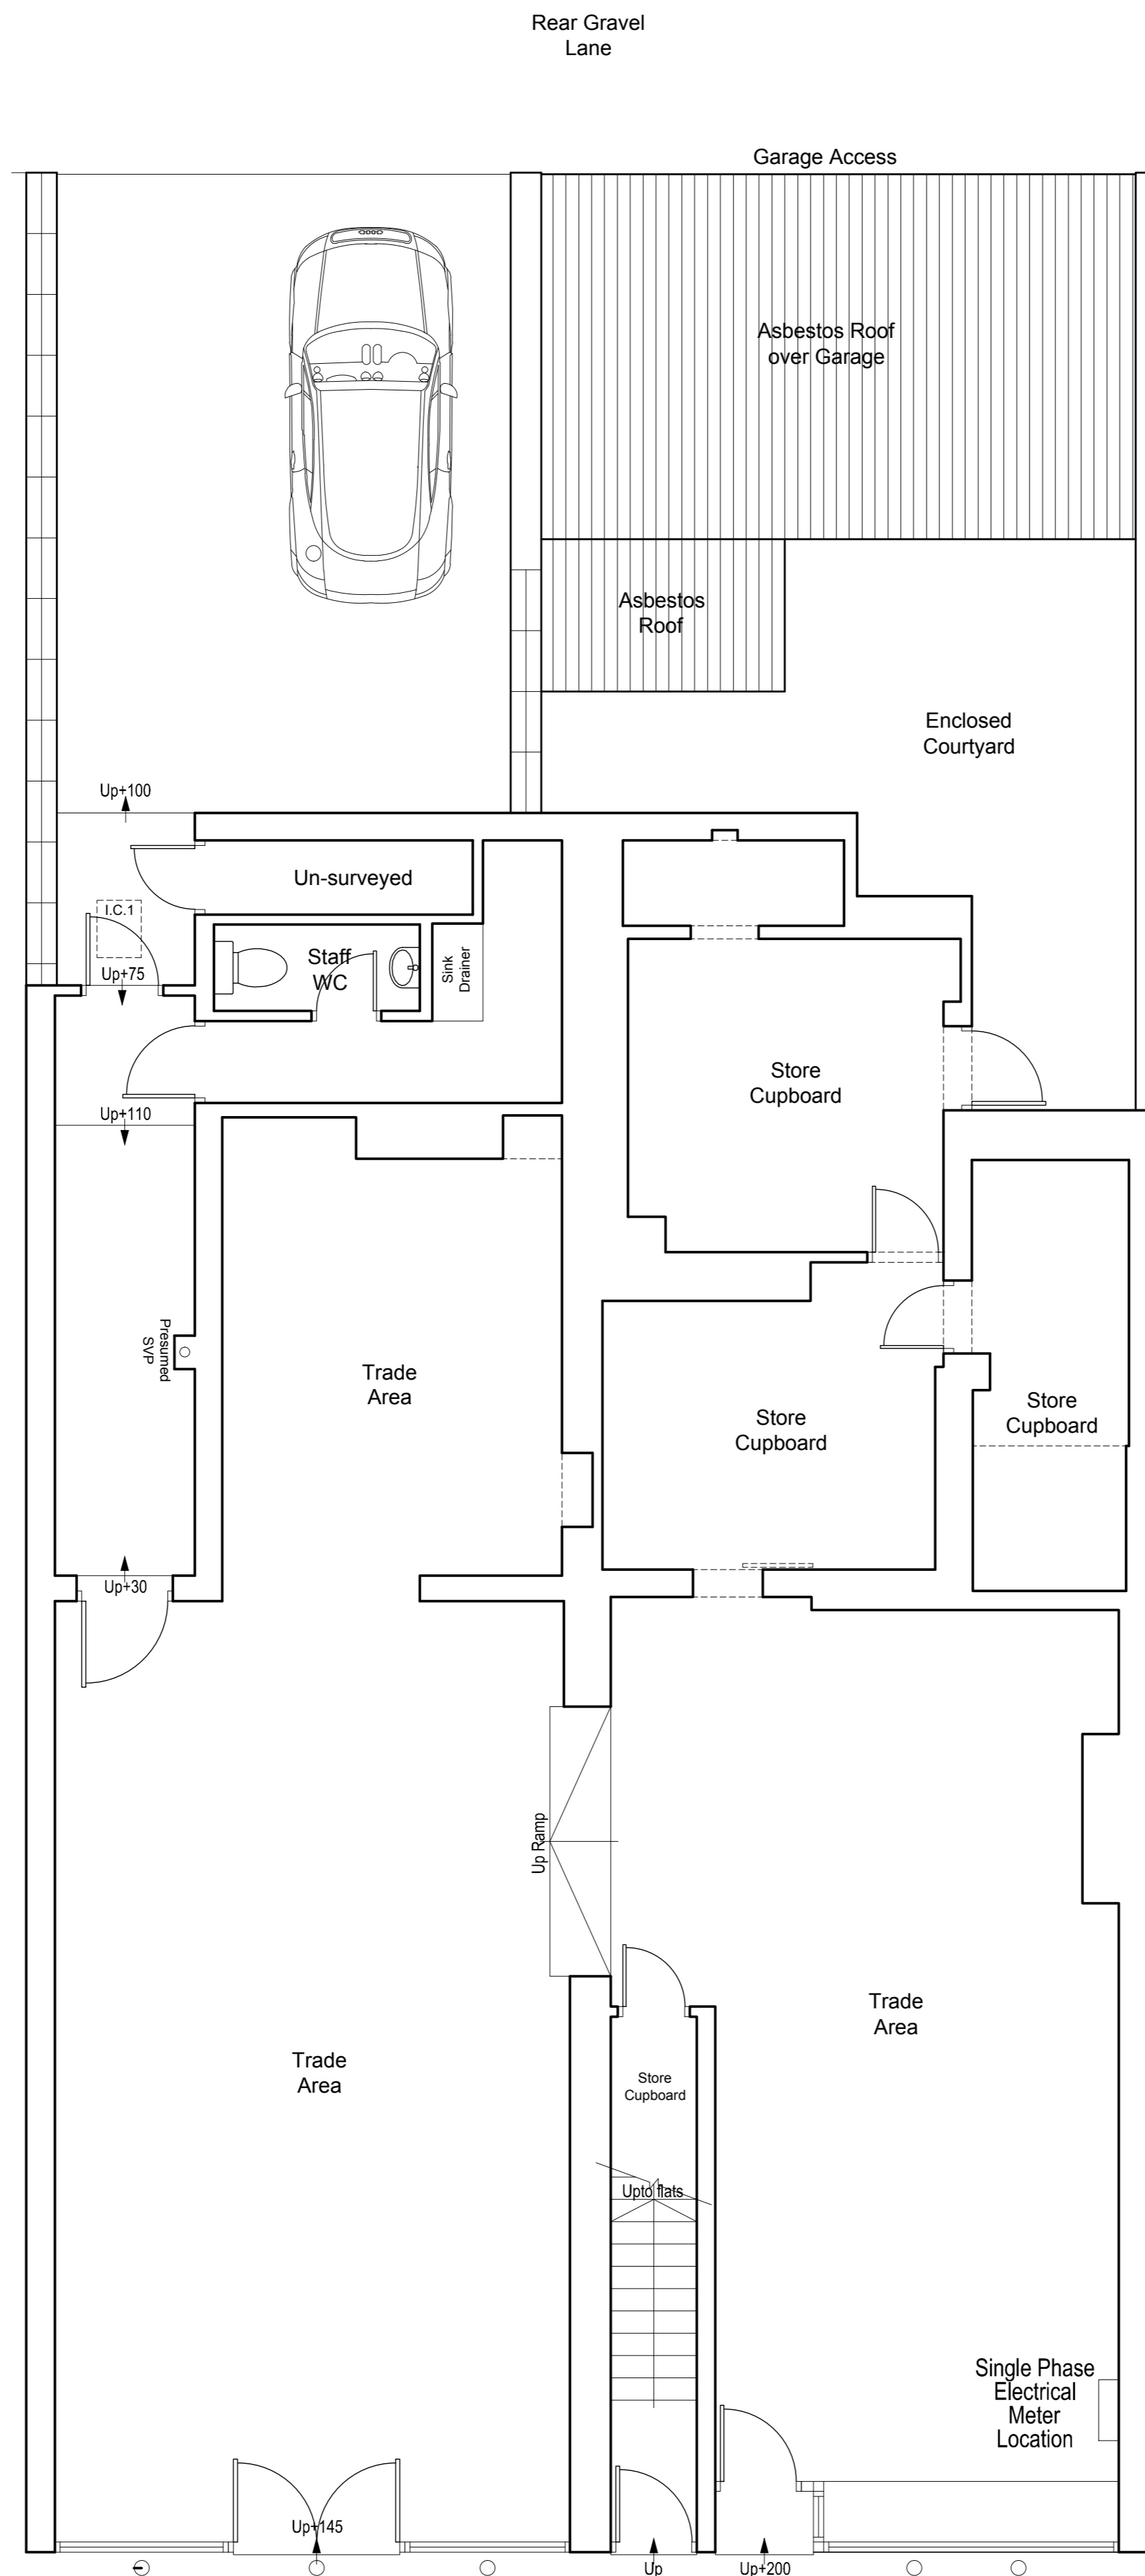 Rear Gravel
Lane
Garage Access
Asbestos Roof
over Garage
Asbestos
Roof
Enclosed
Courtyard
Up+100
Un-surveyed
I.C.1
Staff
WC
Sink
Drainer
Up+75
Store
Cupboard
Up+110
Presumed
SVP
Trade
Area
Store
Cupboard
Store
Cupboard
Up+30
Up Ramp
Trade
Area
Trade
Area
Store
Cupboard
Upto flats
Single Phase
Electrical
Meter
Location
Up+145
Up
Up+200